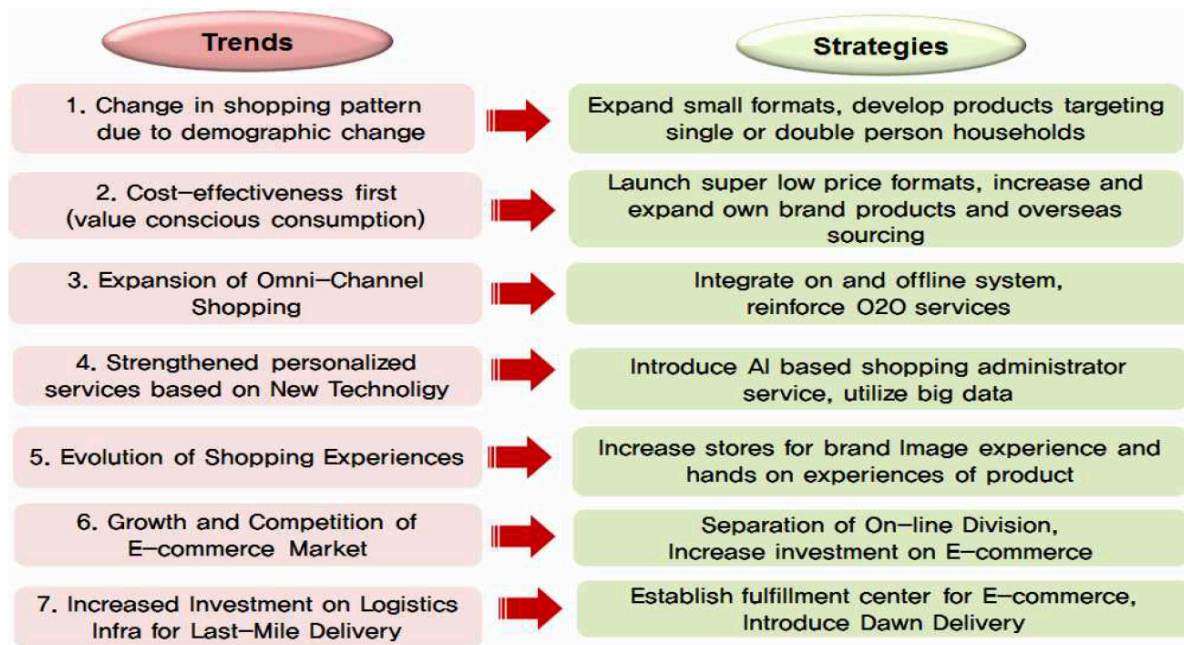 Trends
Strategies
1. Change in shopping pattern
due to demographic change
Expand small formats, develop products targeting
single or double person households
2. Cost-effectiveness first
(value conscious consumption)
Launch super low price formats, increase and
expand own brand products and overseas
sourcing
3. Expansion of Omni-Channel
Shopping
Integrate on and offline system,
reinforce O2O services
4. Strengthened personalized
services based on New Technoligy
Introduce AI based shopping administrator
service, utilize big data
5. Evolution of Shopping Experiences
Increase stores for brand Image experience and
hands on experiences of product
6. Growth and Competition of
E-commerce Market
Separation of On-line Division,
Increase investment on E-commerce
7. Increased Investment on Logistics
Infra for Last-Mile Delivery
Establish fulfillment center for E-commerce,
Introduce Dawn Delivery